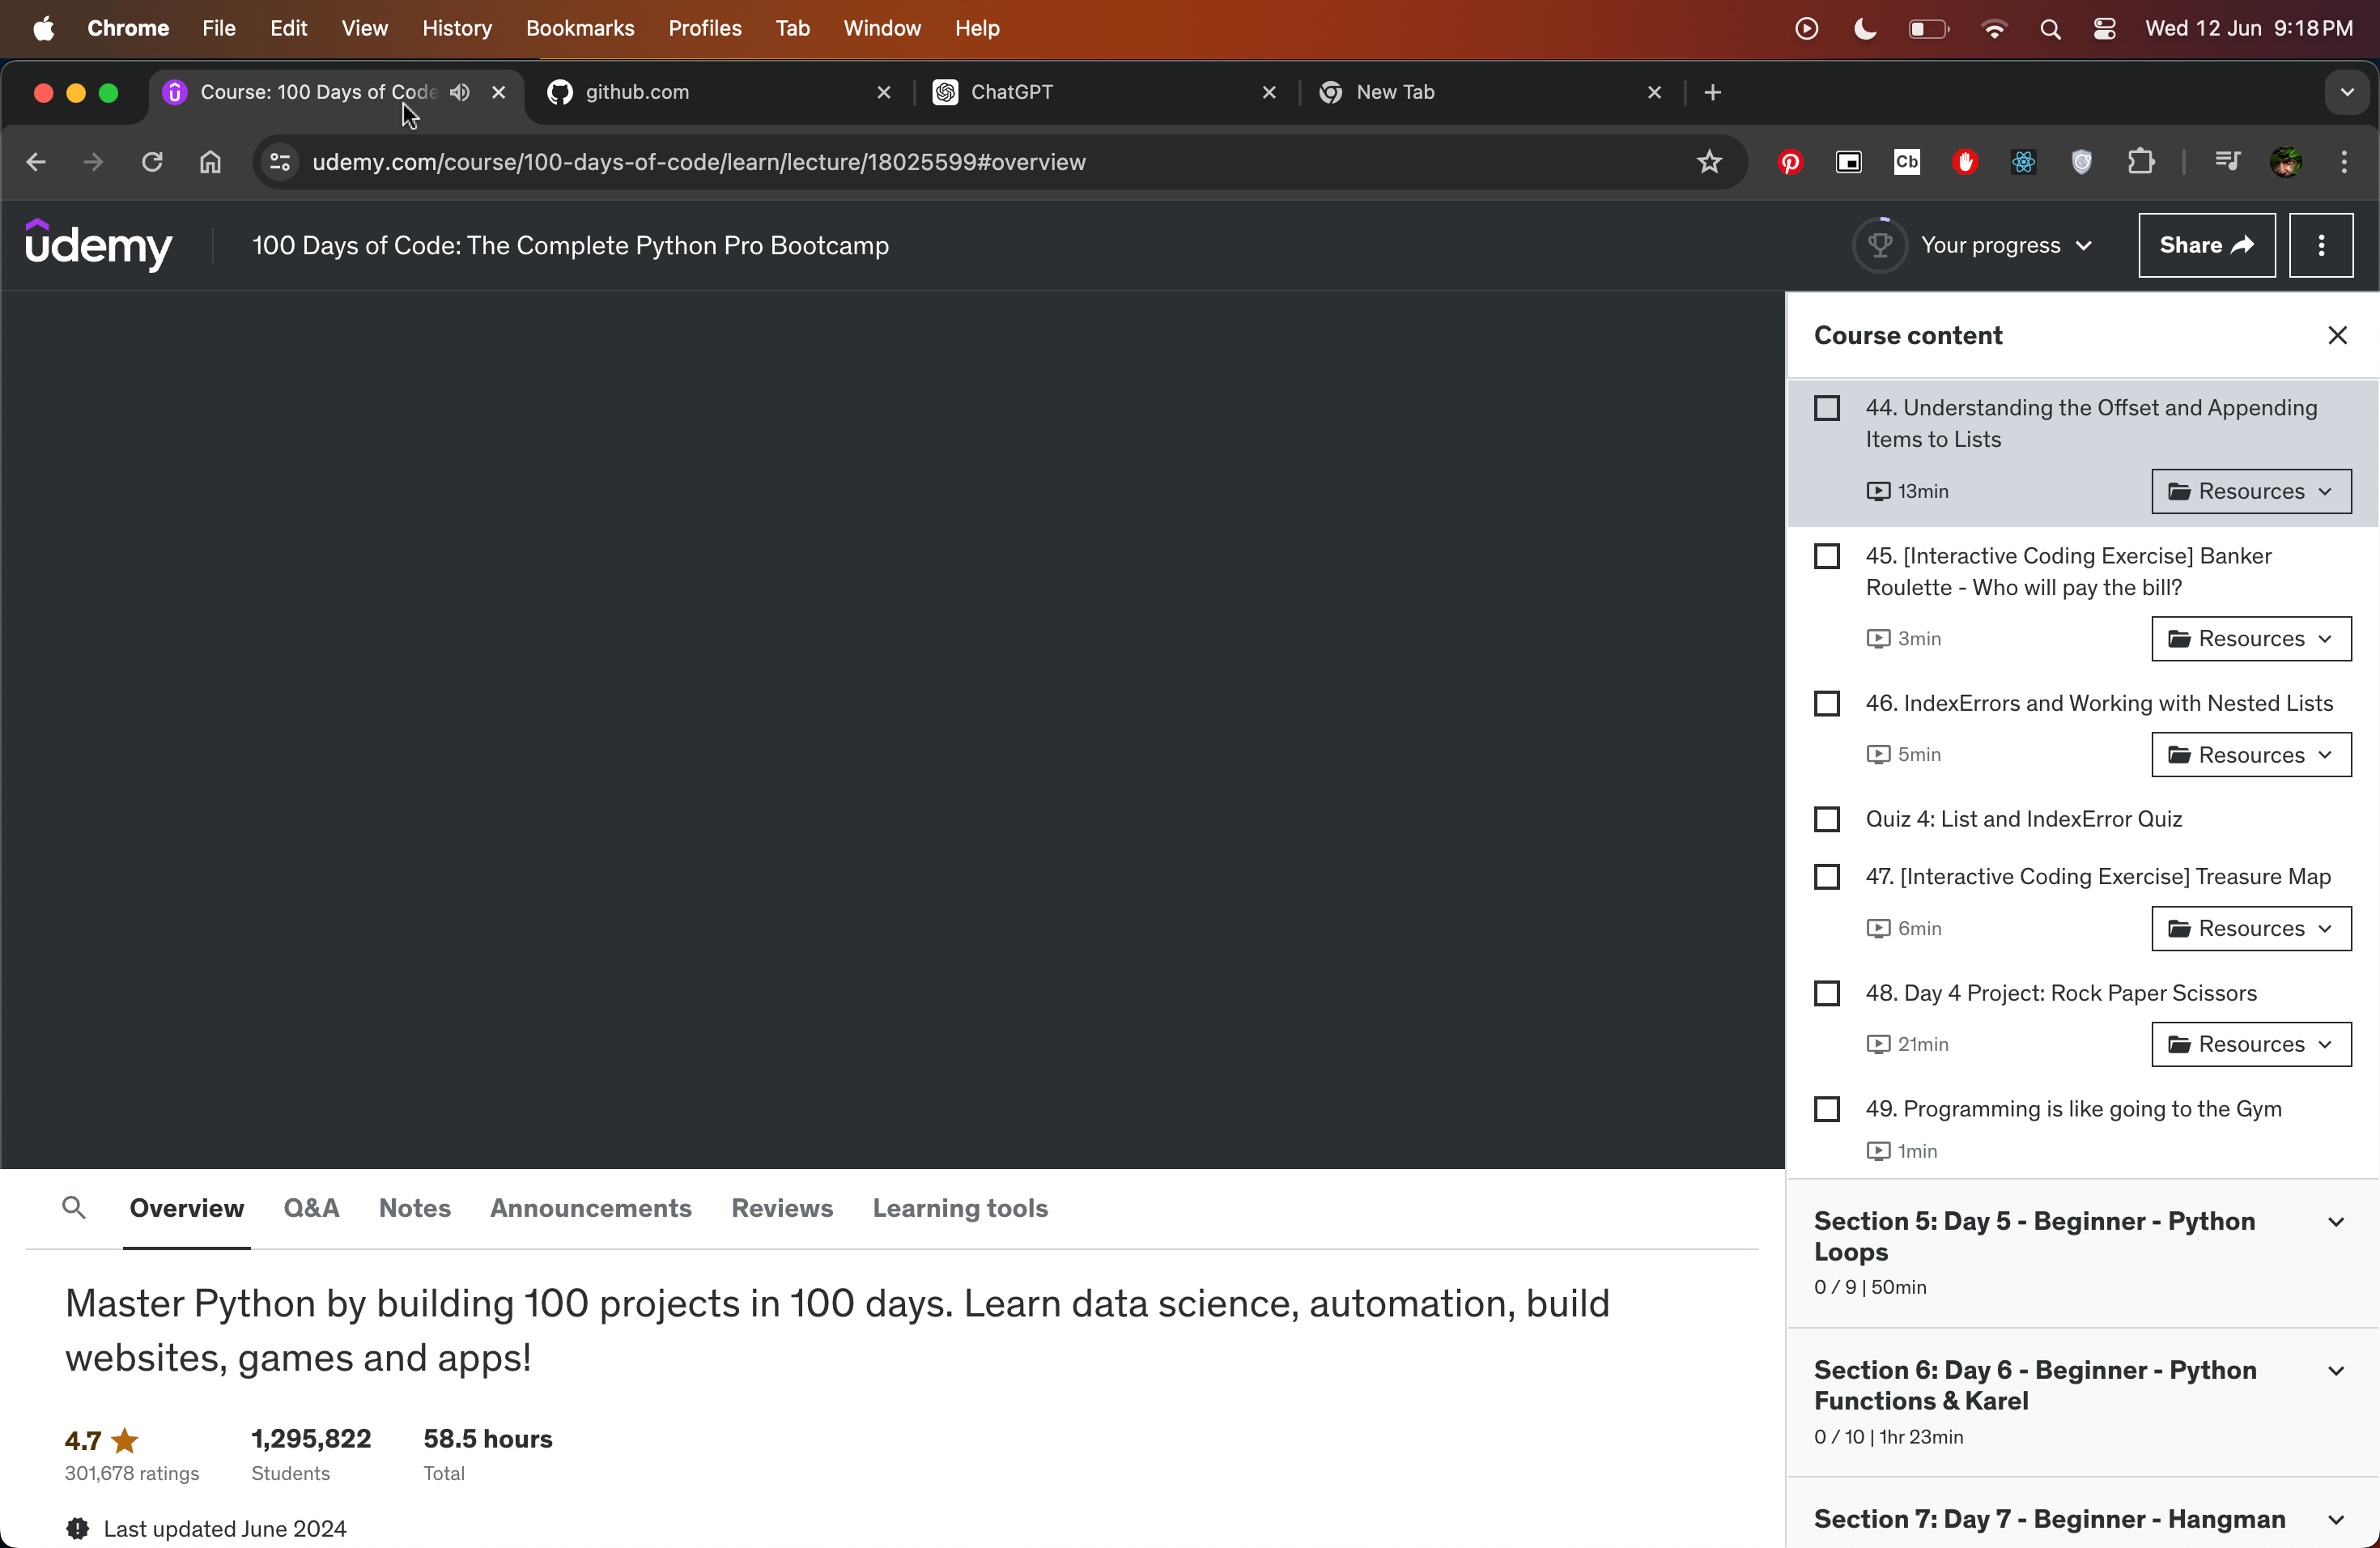 Chrome File Edit View History Bookmarks Profiles Tab Window Help Wed 12 Jun 9:18 PM
Course: 100 Days of Code github.com ChatGPT New Tab
udemy.com/course/100-days-of-code/learn/lecture/18025599#overview
Cb
udemy 100 Days of Code: The Complete Python Pro Bootcamp Your progress Share
Course content
44. Understanding the Offset and Appending
Items to Lists
13min Resources
45. [Interactive Coding Exercise] Banker
Roulette - Who will pay the bill?
3min Resources
46. IndexErrors and Working with Nested Lists
5min Resources
Quiz 4: List and IndexError Quiz
47. [Interactive Coding Exercise] Treasure Map
6min Resources
48. Day 4 Project: Rock Paper Scissors
21min Resources
49. Programming is like going to the Gym
1min
Section 5: Day 5 - Beginner - Python
Loops
0 / 9 | 50min
Section 6: Day 6 - Beginner - Python
Functions & Karel
0 / 10 | 1hr 23min
Section 7: Day 7 - Beginner - Hangman
Overview Q&A Notes Announcements Reviews Learning tools
Master Python by building 100 projects in 100 days. Learn data science, automation, build
websites, games and apps!
4.7 1,295,822 58.5 hours
301,678 ratings Students Total
Last updated June 2024